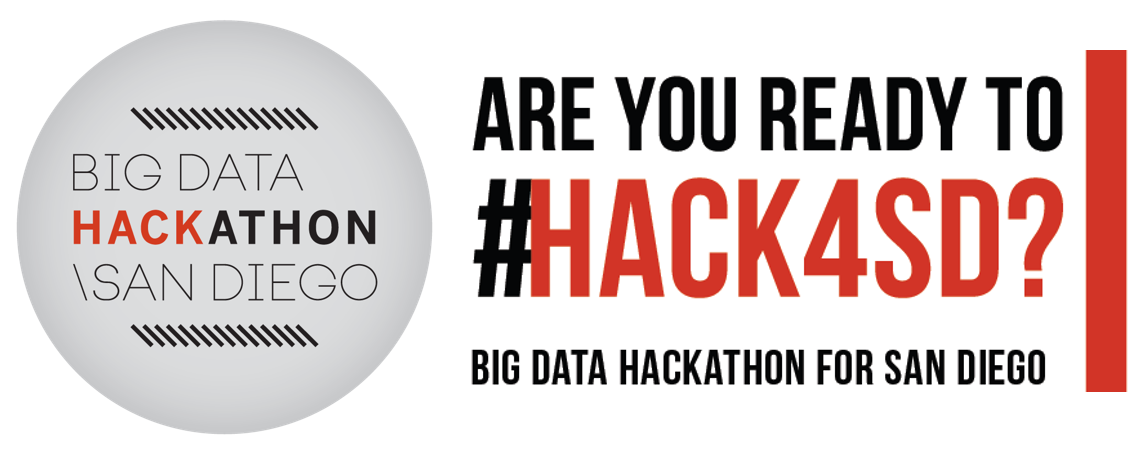 BIG DATA
HACKATHON
\SAN DIEGO
ARE YOU READY TO
#HACK4SD?
BIG DATA HACKATHON FOR SAN DIEGO